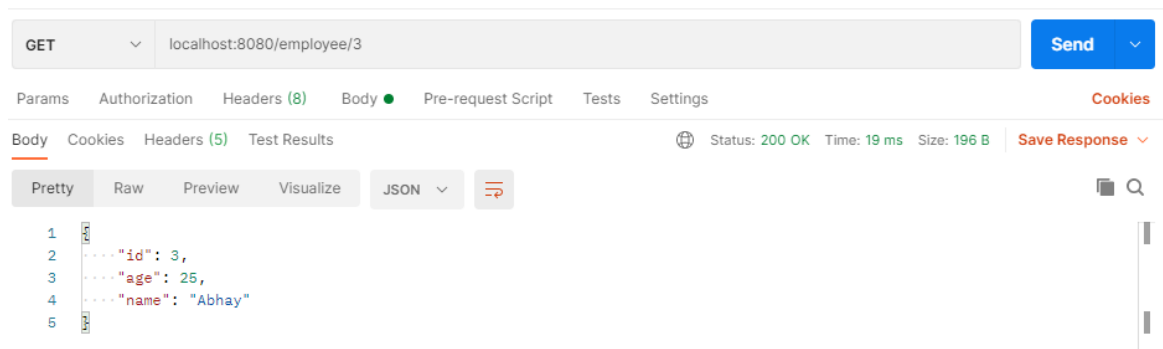 GET localhost:8080/employee/3 Send
Params Authorization Headers (8) Body Pre-request Script Tests Settings Cookies
Body Cookies Headers (5) Test Results Status: 200 OK Time: 19 ms Size: 196 B Save Response
Pretty Raw Preview Visualize JSON
1 {
2 "id": 3,
3 "age": 25,
4 "name": "Abhay"
5 }